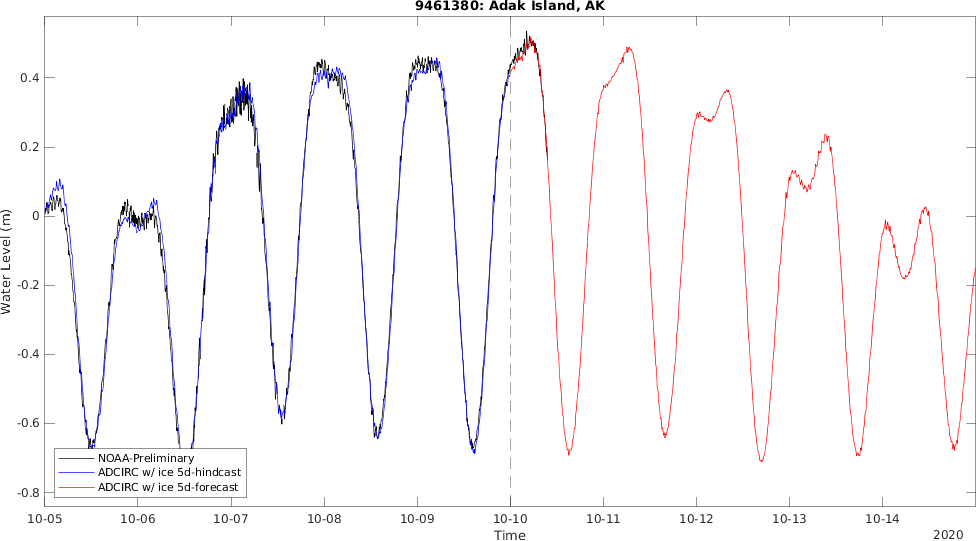 9461380: Adak Island, AK
Water Level (m)
0.4
0.2
0
-0.2
-0.4
-0.6
-0.8
NOAA-Preliminary
ADCIRC w/ ice 5d-hindcast
ADCIRC w/ ice 5d-forecast
10-05 10-06 10-07 10-08 10-09 10-10 10-11 10-12 10-13 10-14
Time
2020